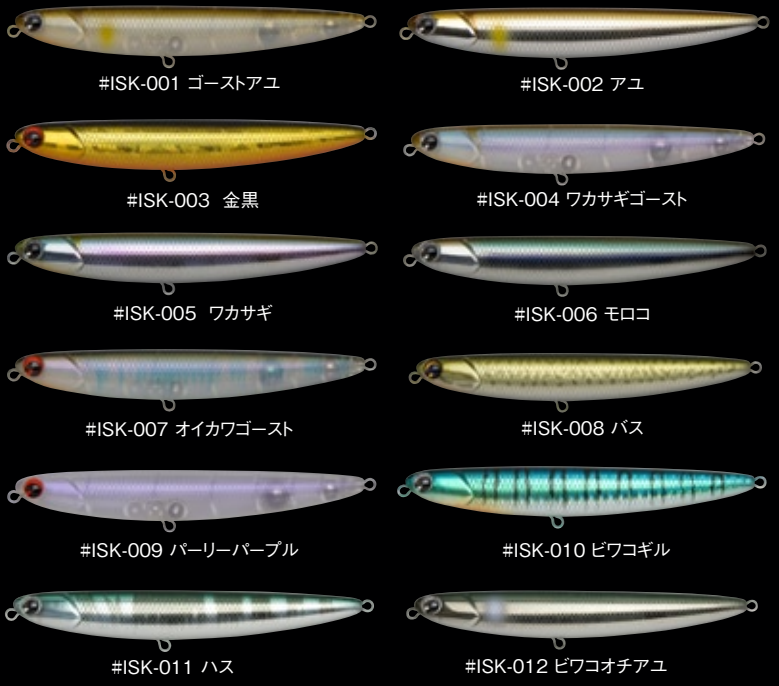 #ISK-001 ゴーストアユ
#ISK-002 アユ
#ISK-003 金黒
#ISK-004 ワカサギゴースト
#ISK-005 ワカサギ
#ISK-006 モロコ
#ISK-007 オイカワゴースト
#ISK-008 バス
#ISK-009 パーリーパープル
#ISK-010 ビワコギル
#ISK-011 ハス
#ISK-012 ビワコオチアユ